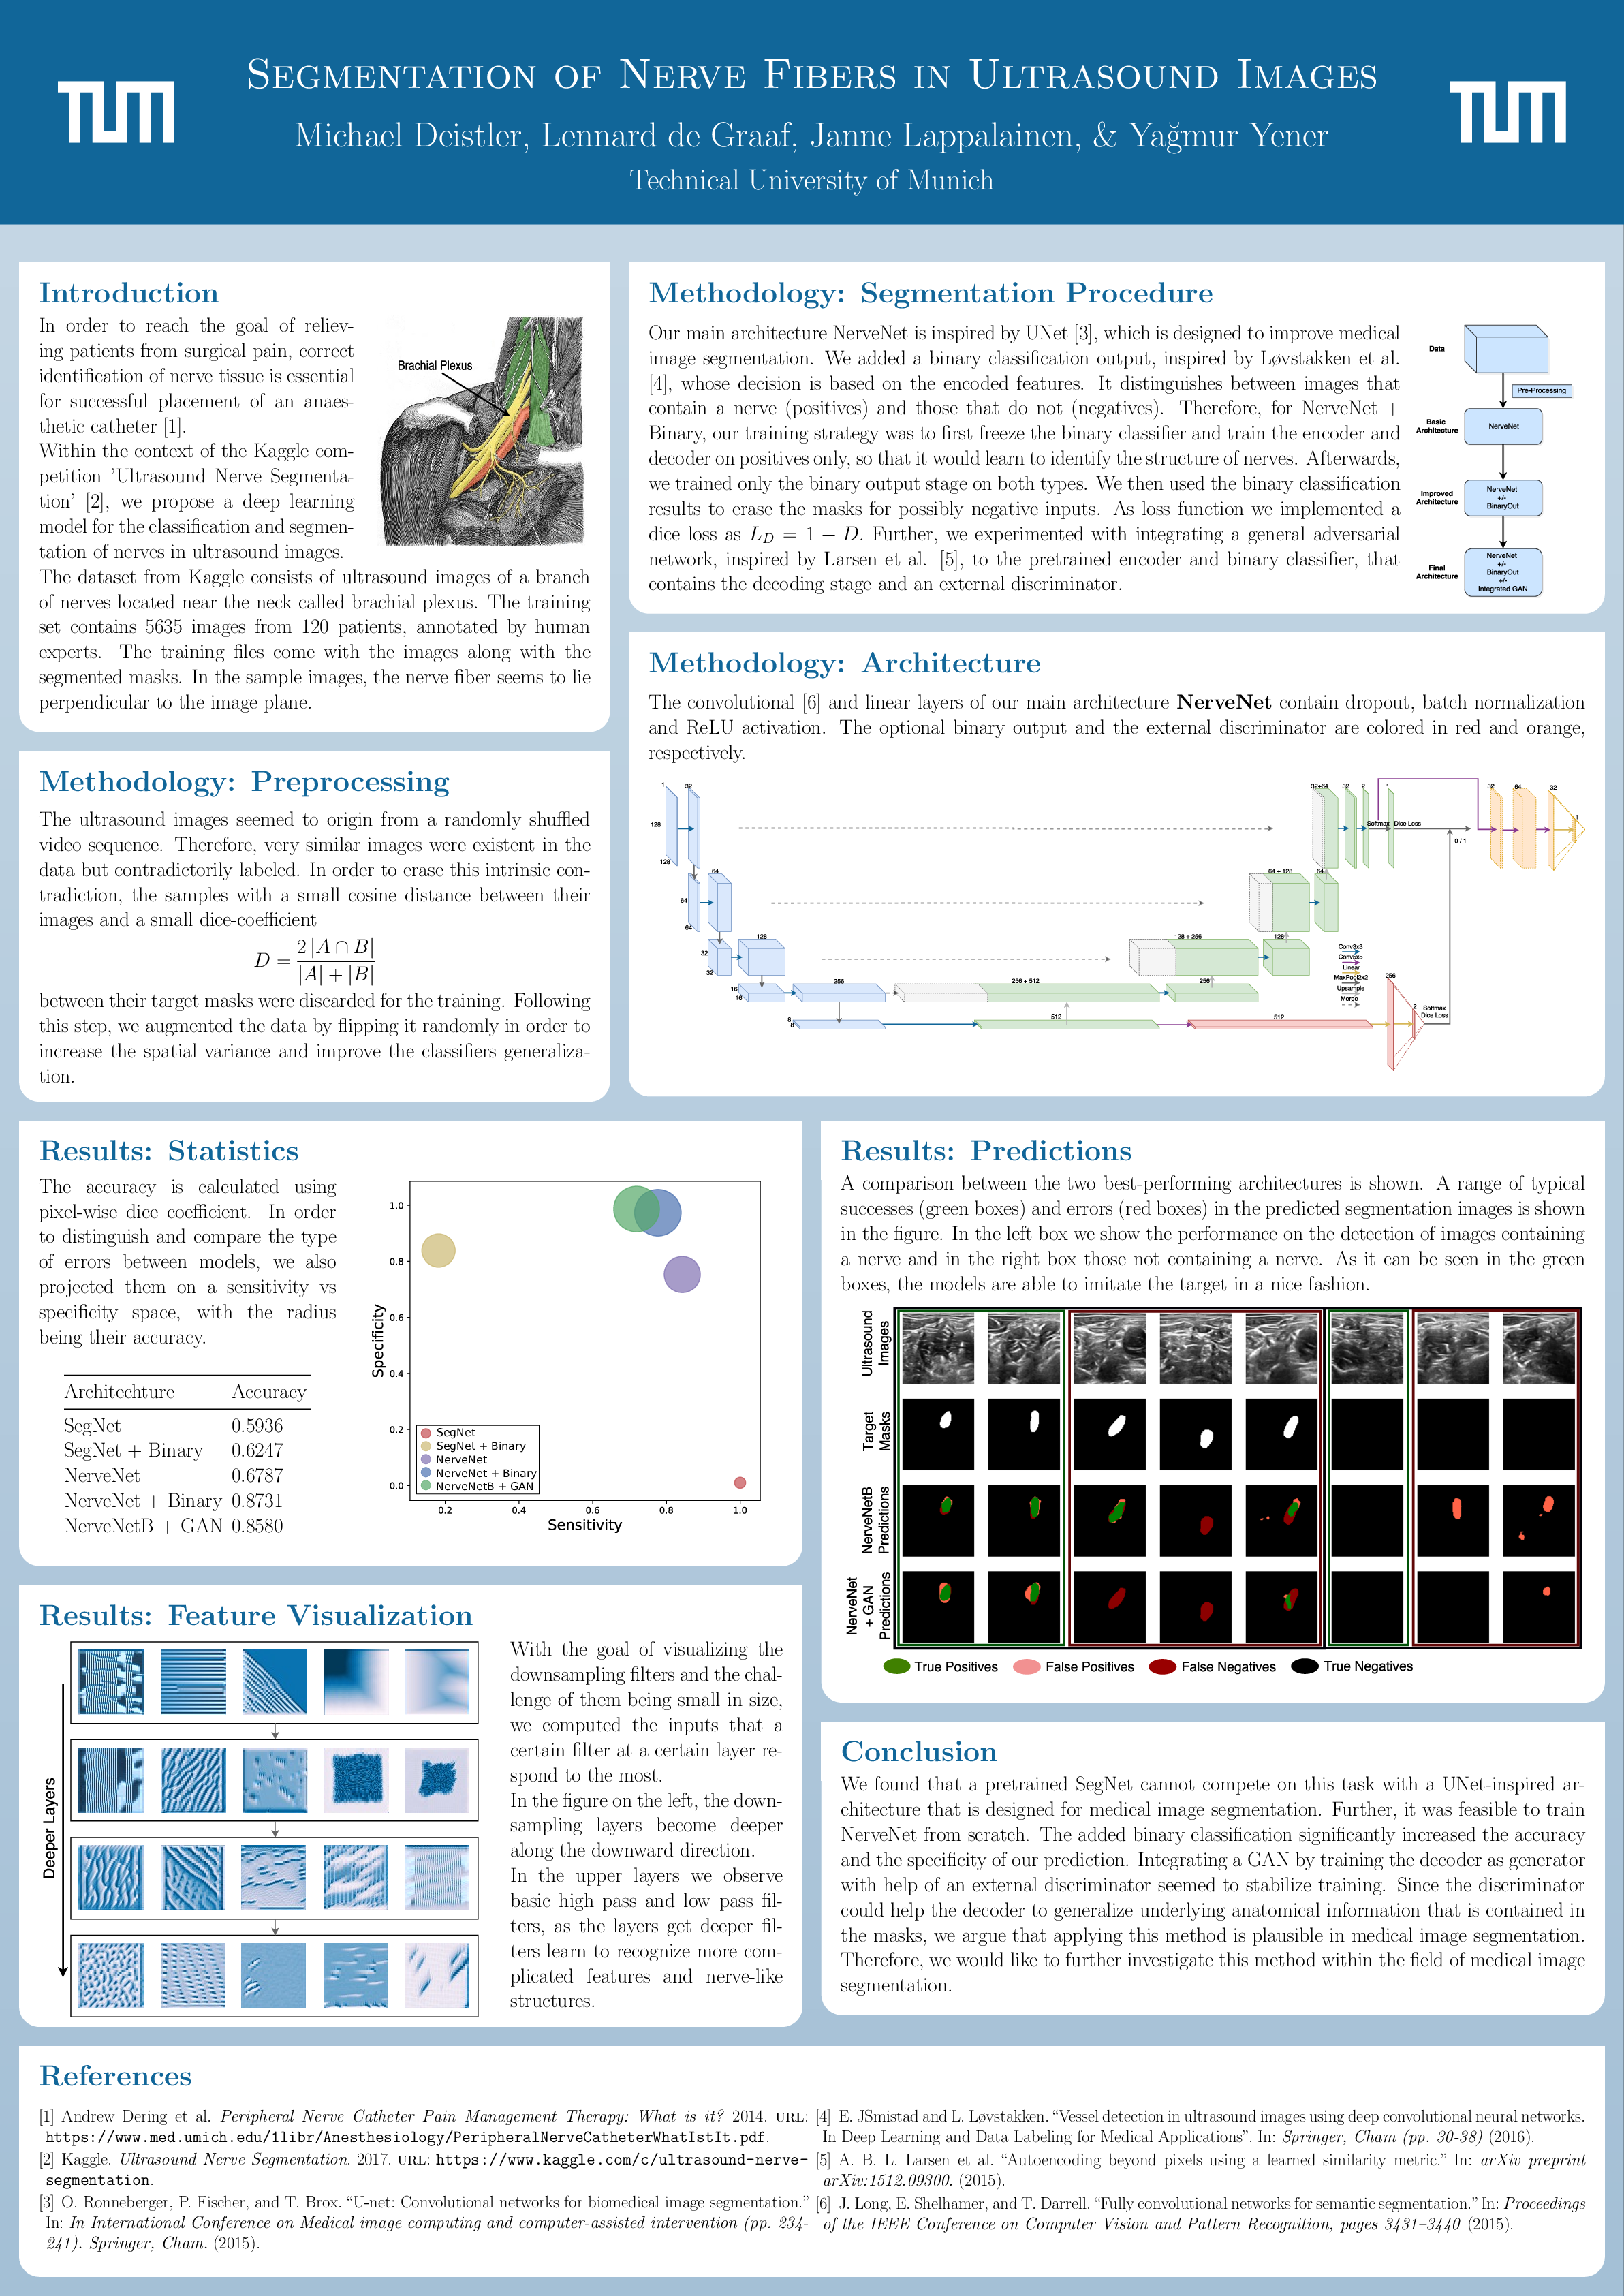 TUM
SEGMENTATION OF NERVE FIBERS IN ULTRASOUND IMAGES
TUM
Michael Deistler, Lennard de Graaf, Janne Lappalainen, & Yağmur Yener
Technical University of Munich
Introduction
In order to reach the goal of reliev-
ing patients from surgical pain, correct
identification of nerve tissue is essential
for successful placement of an anaes-
thetic catheter [1].
Within the context of the Kaggle com-
petition 'Ultrasound Nerve Segmenta-
tion' [2], we propose a deep learning
model for the classification and segmen-
tation of nerves in ultrasound images.
The dataset from Kaggle consists of ultrasound images of a branch
of nerves located near the neck called brachial plexus. The training
set contains 5635 images from 120 patients, annotated by human
experts. The training files come with the images along with the
segmented masks. In the sample images, the nerve fiber seems to lie
perpendicular to the image plane.
Brachial Plexus
Methodology: Preprocessing
The ultrasound images seemed to origin from a randomly shuffled
video sequence. Therefore, very similar images were existent in the
data but contradictorily labeled. In order to erase this intrinsic con-
tradiction, the samples with a small cosine distance between their
images and a small dice-coefficient
D = 2 |A ∩ B| / |A| + |B|
between their target masks were discarded for the training. Following
this step, we augmented the data by flipping it randomly in order to
increase the spatial variance and improve the classifiers generaliza-
tion.
Methodology: Segmentation Procedure
Our main architecture NerveNet is inspired by UNet [3], which is designed to improve medical
image segmentation. We added a binary classification output, inspired by Løvstakken et al.
[4], whose decision is based on the encoded features. It distinguishes between images that
contain a nerve (positives) and those that do not (negatives). Therefore, for NerveNet +
Binary, our training strategy was to first freeze the binary classifier and train the encoder and
decoder on positives only, so that it would learn to identify the structure of nerves. Afterwards,
we trained only the binary output stage on both types. We then used the binary classification
results to erase the masks for possibly negative inputs. As loss function we implemented a
dice loss as L_D = 1 − D. Further, we experimented with integrating a general adversarial
network, inspired by Larsen et al. [5], to the pretrained encoder and binary classifier, that
contains the decoding stage and an external discriminator.
Data
Pre-Processing
Basic
Architecture
NerveNet
Improved
Architecture
NerveNet
+/-
BinaryOut
Final
Architecture
NerveNet
+/-
BinaryOut
+/-
Integrated GAN
Methodology: Architecture
The convolutional [6] and linear layers of our main architecture NerveNet contain dropout, batch normalization
and ReLU activation. The optional binary output and the external discriminator are colored in red and orange,
respectively.
1 32 32+64 32 2 1 32 64 32
128 Softmax Dice Loss 1
0 / 1
128
64 64 + 128 64
64
64
128 128 + 256 128
32
32
Conv3x3
Conv5x5
Linear
MaxPool2x2
Upsample
Merge
16 256 256 + 512 256 256
16
8 512 512 2
8
Softmax
Dice Loss
Results: Statistics
The accuracy is calculated using
pixel-wise dice coefficient. In order
to distinguish and compare the type
of errors between models, we also
projected them on a sensitivity vs
specificity space, with the radius
being their accuracy.
Architechture Accuracy
SegNet 0.5936
SegNet + Binary 0.6247
NerveNet 0.6787
NerveNet + Binary 0.8731
NerveNetB + GAN 0.8580
Specificity
1.0
0.8
0.6
0.4
0.2
0.0
SegNet
SegNet + Binary
NerveNet
NerveNet + Binary
NerveNetB + GAN
0.2 0.4 0.6 0.8 1.0
Sensitivity
Results: Feature Visualization
Deeper Layers
With the goal of visualizing the
downsampling filters and the chal-
lenge of them being small in size,
we computed the inputs that a
certain filter at a certain layer re-
spond to the most.
In the figure on the left, the down-
sampling layers become deeper
along the downward direction.
In the upper layers we observe
basic high pass and low pass fil-
ters, as the layers get deeper fil-
ters learn to recognize more com-
plicated features and nerve-like
structures.
Results: Predictions
A comparison between the two best-performing architectures is shown. A range of typical
successes (green boxes) and errors (red boxes) in the predicted segmentation images is shown
in the figure. In the left box we show the performance on the detection of images containing
a nerve and in the right box those not containing a nerve. As it can be seen in the green
boxes, the models are able to imitate the target in a nice fashion.
Ultrasound
Images
Target
Masks
NerveNetB
Predictions
NerveNet
+ GAN
Predictions
True Positives False Positives False Negatives True Negatives
Conclusion
We found that a pretrained SegNet cannot compete on this task with a UNet-inspired ar-
chitecture that is designed for medical image segmentation. Further, it was feasible to train
NerveNet from scratch. The added binary classification significantly increased the accuracy
and the specificity of our prediction. Integrating a GAN by training the decoder as generator
with help of an external discriminator seemed to stabilize training. Since the discriminator
could help the decoder to generalize underlying anatomical information that is contained in
the masks, we argue that applying this method is plausible in medical image segmentation.
Therefore, we would like to further investigate this method within the field of medical image
segmentation.
References
[1] Andrew Dering et al. Peripheral Nerve Catheter Pain Management Therapy: What is it? 2014. URL:
https://www.med.umich.edu/1libr/Anesthesiology/PeripheralNerveCatheterWhatIstIt.pdf.
[2] Kaggle. Ultrasound Nerve Segmentation. 2017. URL: https://www.kaggle.com/c/ultrasound-nerve-
segmentation.
[3] O. Ronneberger, P. Fischer, and T. Brox. “U-net: Convolutional networks for biomedical image segmentation.”
In: In International Conference on Medical image computing and computer-assisted intervention (pp. 234-
241). Springer, Cham. (2015).
[4] E. JSmistad and L. Løvstakken. “Vessel detection in ultrasound images using deep convolutional neural networks.
In Deep Learning and Data Labeling for Medical Applications”. In: Springer, Cham (pp. 30-38) (2016).
[5] A. B. L. Larsen et al. “Autoencoding beyond pixels using a learned similarity metric.” In: arXiv preprint
arXiv:1512.09300. (2015).
[6] J. Long, E. Shelhamer, and T. Darrell. “Fully convolutional networks for semantic segmentation.” In: Proceedings
of the IEEE Conference on Computer Vision and Pattern Recognition, pages 3431–3440 (2015).